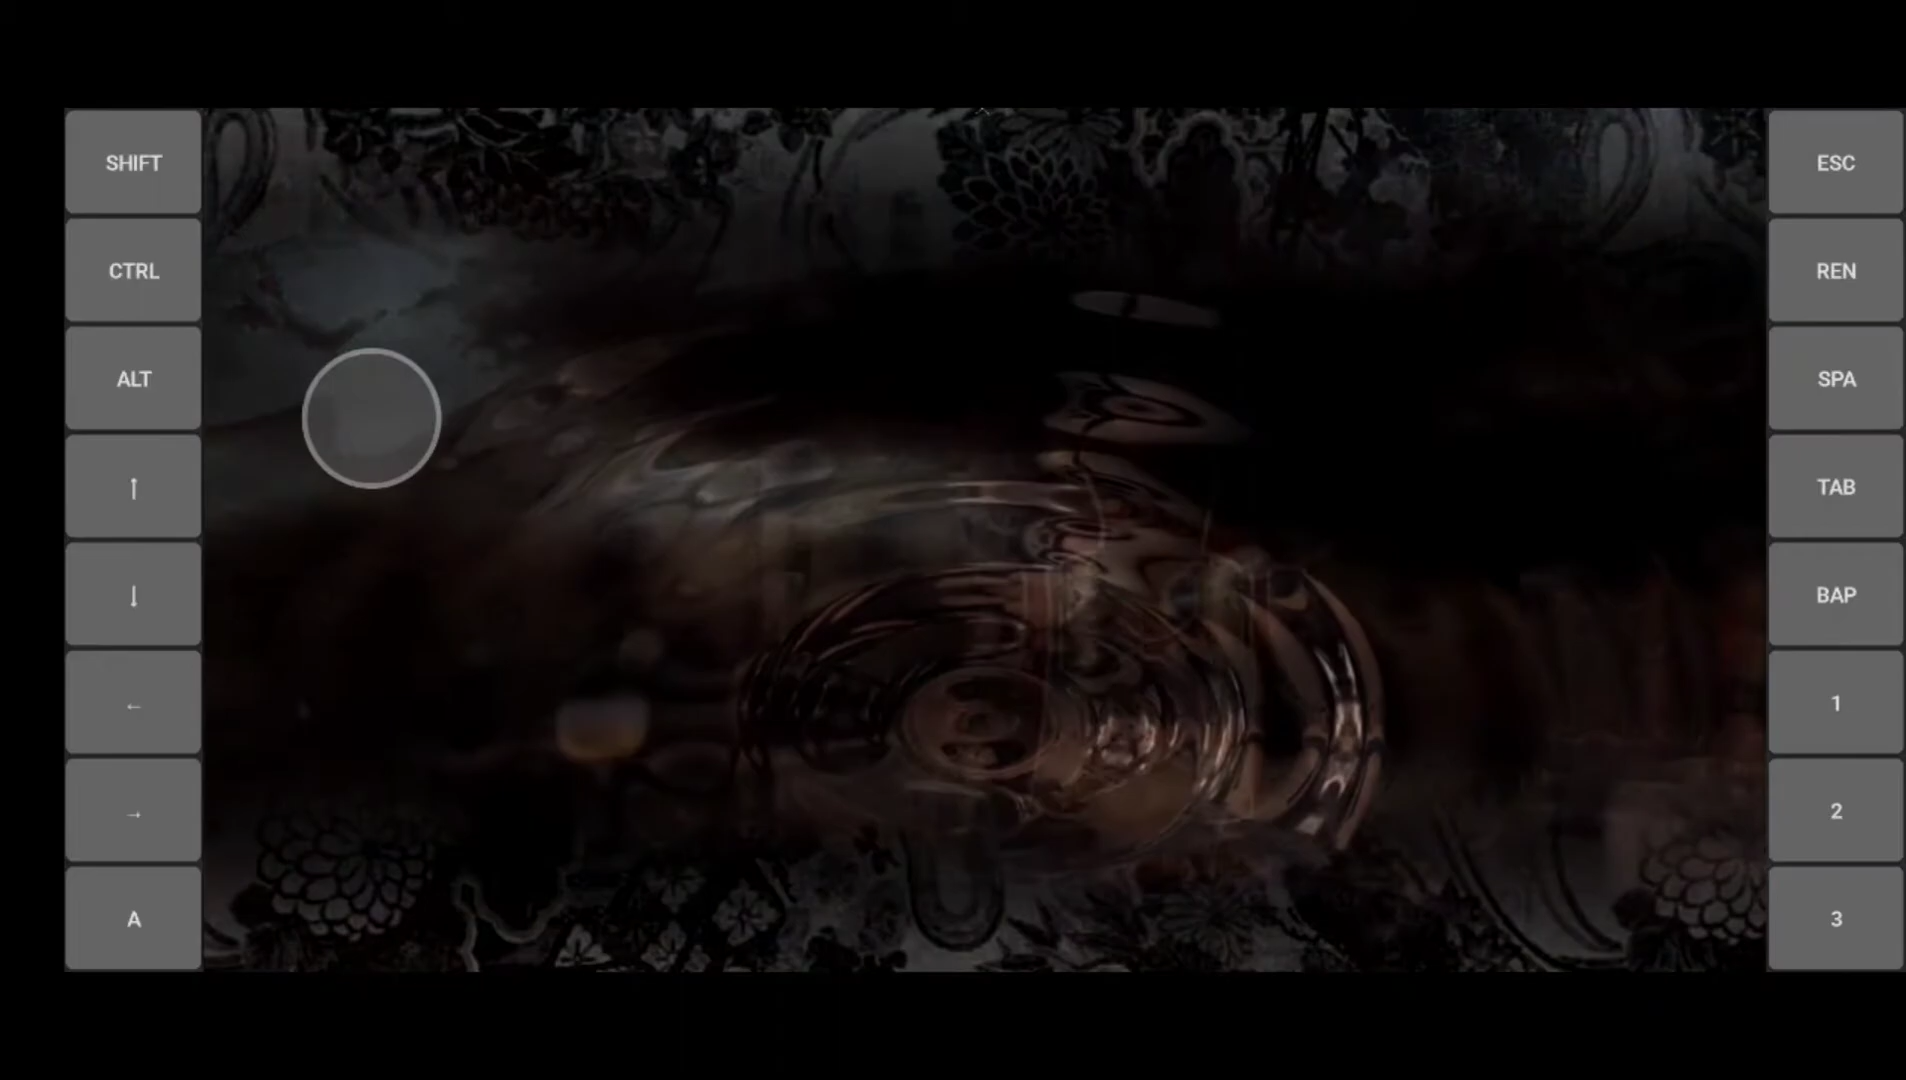 SHIFT
CTRL
ALT
↑
↓
←
→
A
ESC
REN
SPA
TAB
BAP
1
2
3